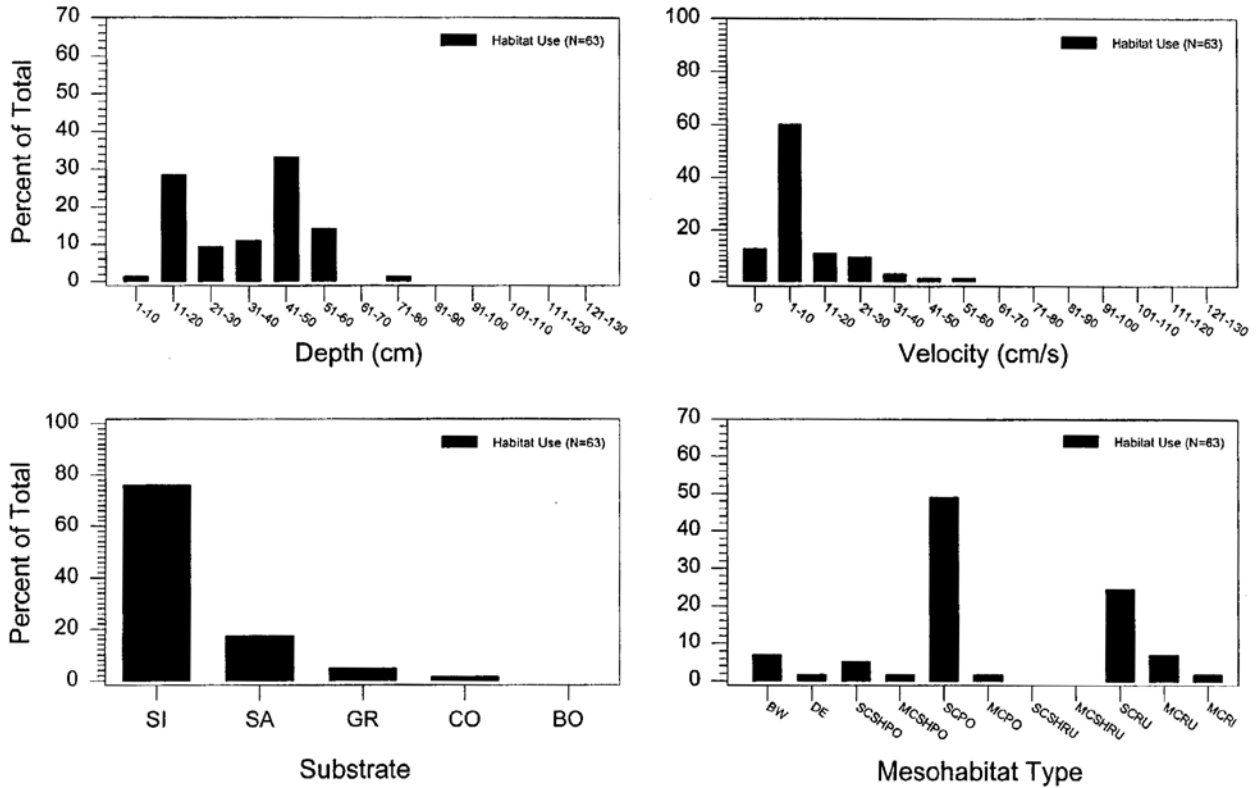 70
60
50
40
30
20
10
0
Percent of Total
Habitat Use (N=63)
1-10 11-20 21-30 31-40 41-50 51-60 61-70 71-80 81-90 91-100 101-110 111-120 121-130
Depth (cm)
100
80
60
40
20
0
Habitat Use (N=63)
0 1-10 11-20 21-30 31-40 41-50 51-60 61-70 71-80 81-90 91-100 101-110 111-120 121-130
Velocity (cm/s)
100
80
60
40
20
0
Percent of Total
Habitat Use (N=63)
SI SA GR CO BO
Substrate
70
60
50
40
30
20
10
0
Habitat Use (N=63)
BW DE SCSHPO MCSHPO SCPO MCPO SCSHRU MCSHRU SCRU MCRU MCRI
Mesohabitat Type